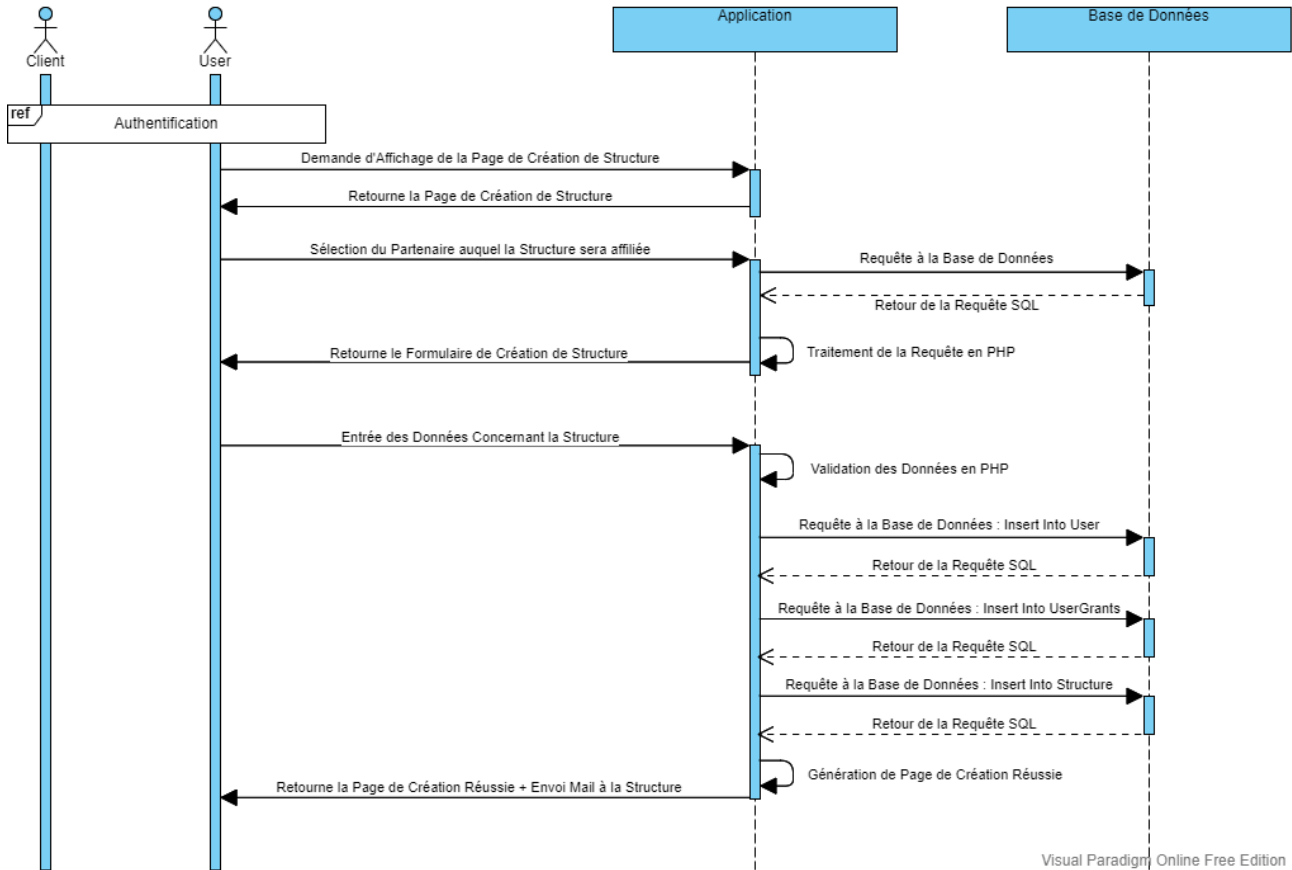 Application
Base de Données
Client
User
ref
Authentification
Demande d'Affichage de la Page de Création de Structure
Retourne la Page de Création de Structure
Sélection du Partenaire auquel la Structure sera affiliée
Requête à la Base de Données
Retour de la Requête SQL
Traitement de la Requête en PHP
Retourne le Formulaire de Création de Structure
Entrée des Données Concernant la Structure
Validation des Données en PHP
Requête à la Base de Données : Insert Into User
Retour de la Requête SQL
Requête à la Base de Données : Insert Into UserGrants
Retour de la Requête SQL
Requête à la Base de Données : Insert Into Structure
Retour de la Requête SQL
Génération de Page de Création Réussie
Retourne la Page de Création Réussie + Envoi Mail à la Structure
Visual Paradigm Online Free Edition